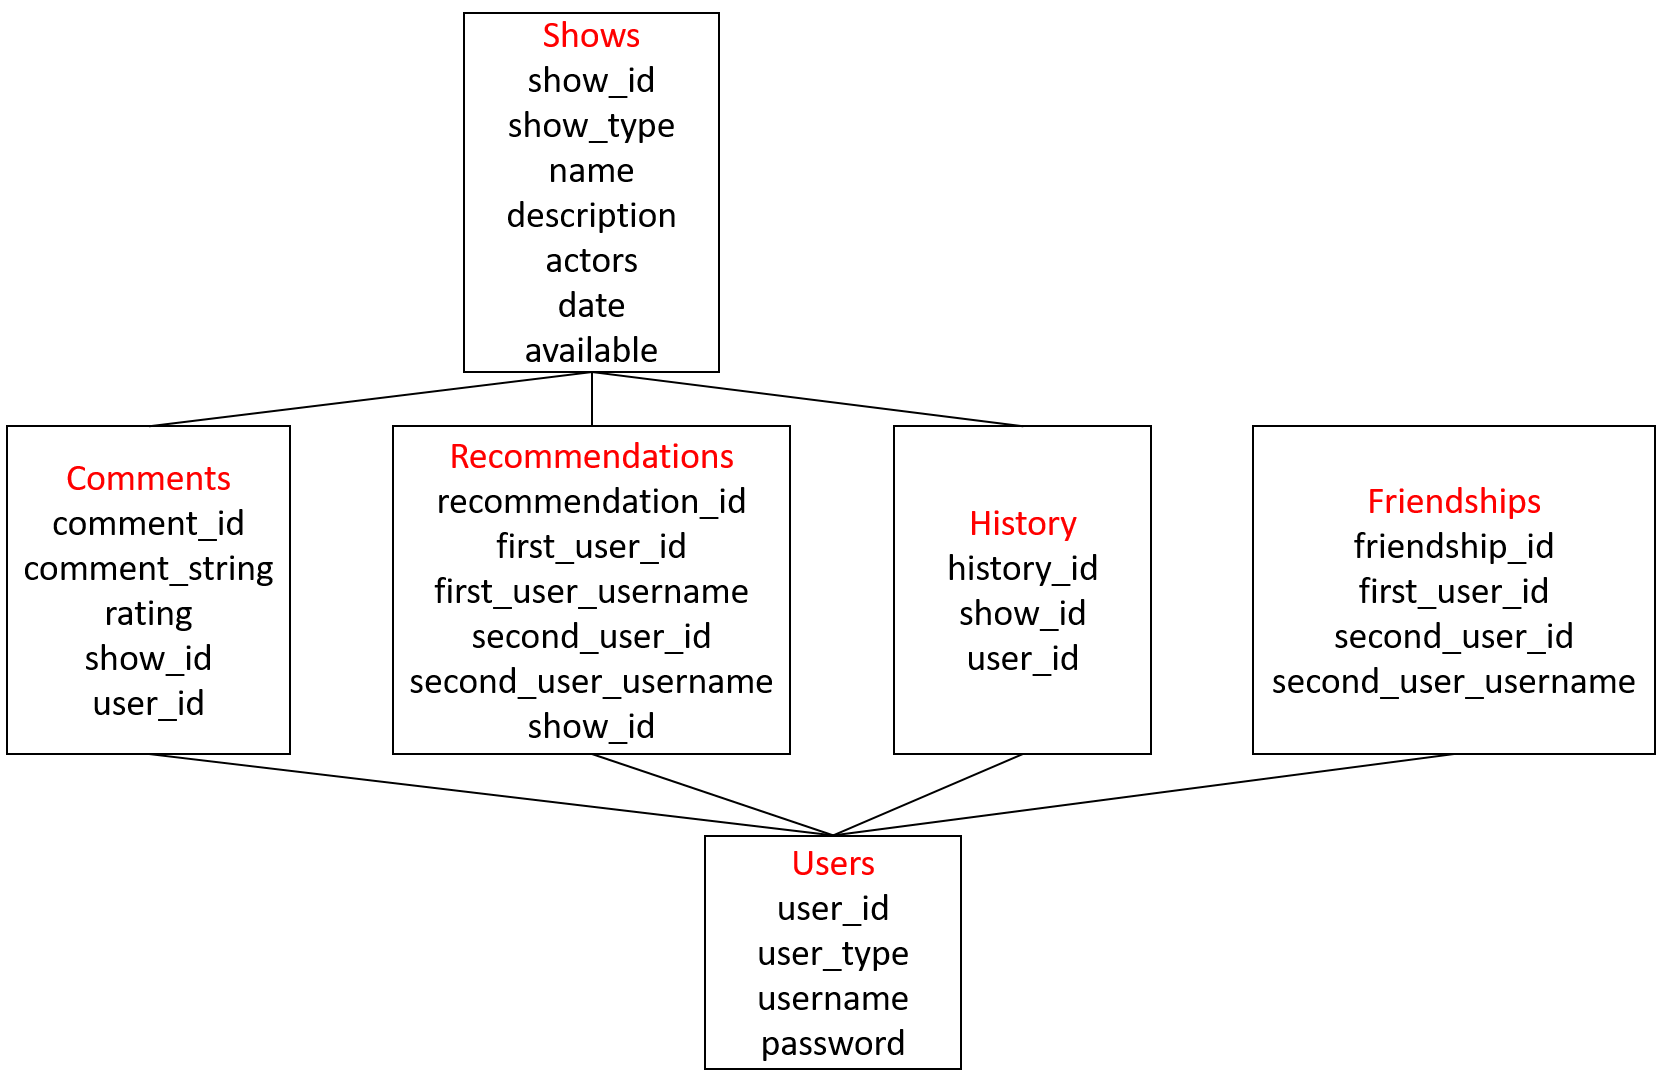 Shows
show_id
show_type
name
description
actors
date
available
Comments
comment_id
comment_string
rating
show_id
user_id
Recommendations
recommendation_id
first_user_id
first_user_username
second_user_id
second_user_username
show_id
History
history_id
show_id
user_id
Friendships
friendship_id
first_user_id
second_user_id
second_user_username
Users
user_id
user_type
username
password